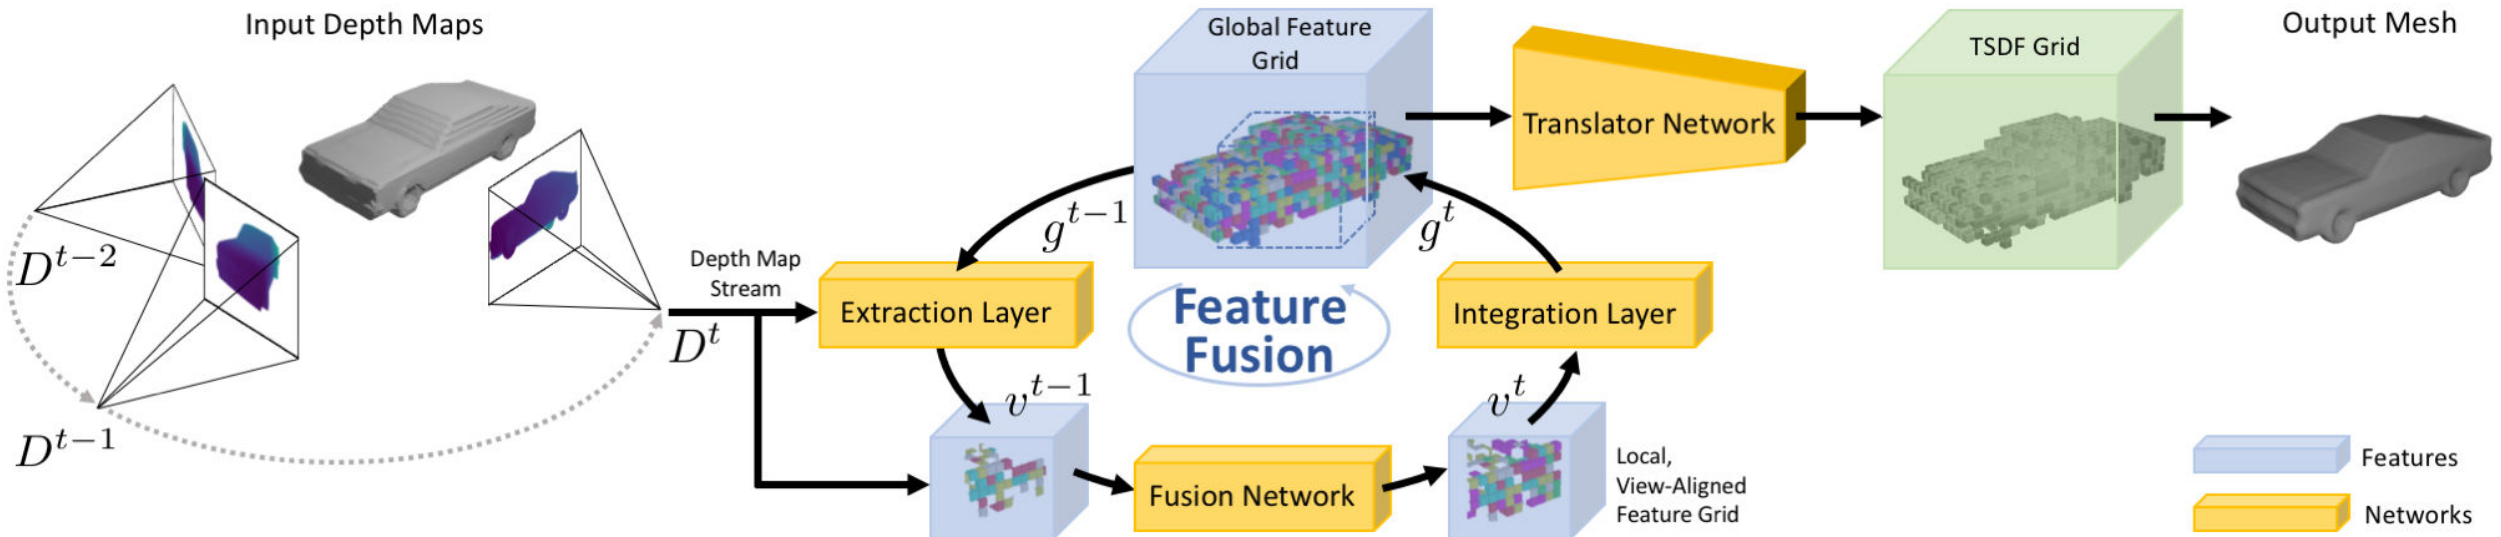 Input Depth Maps
D^{t-2}
D^{t-1}
D^t
Depth Map
Stream
Extraction Layer
g^{t-1}
v^{t-1}
Global Feature
Grid
Feature
Fusion
Fusion Network
v^t
Local,
View-Aligned
Feature Grid
Integration Layer
g^t
Translator Network
TSDF Grid
Output Mesh
Features
Networks